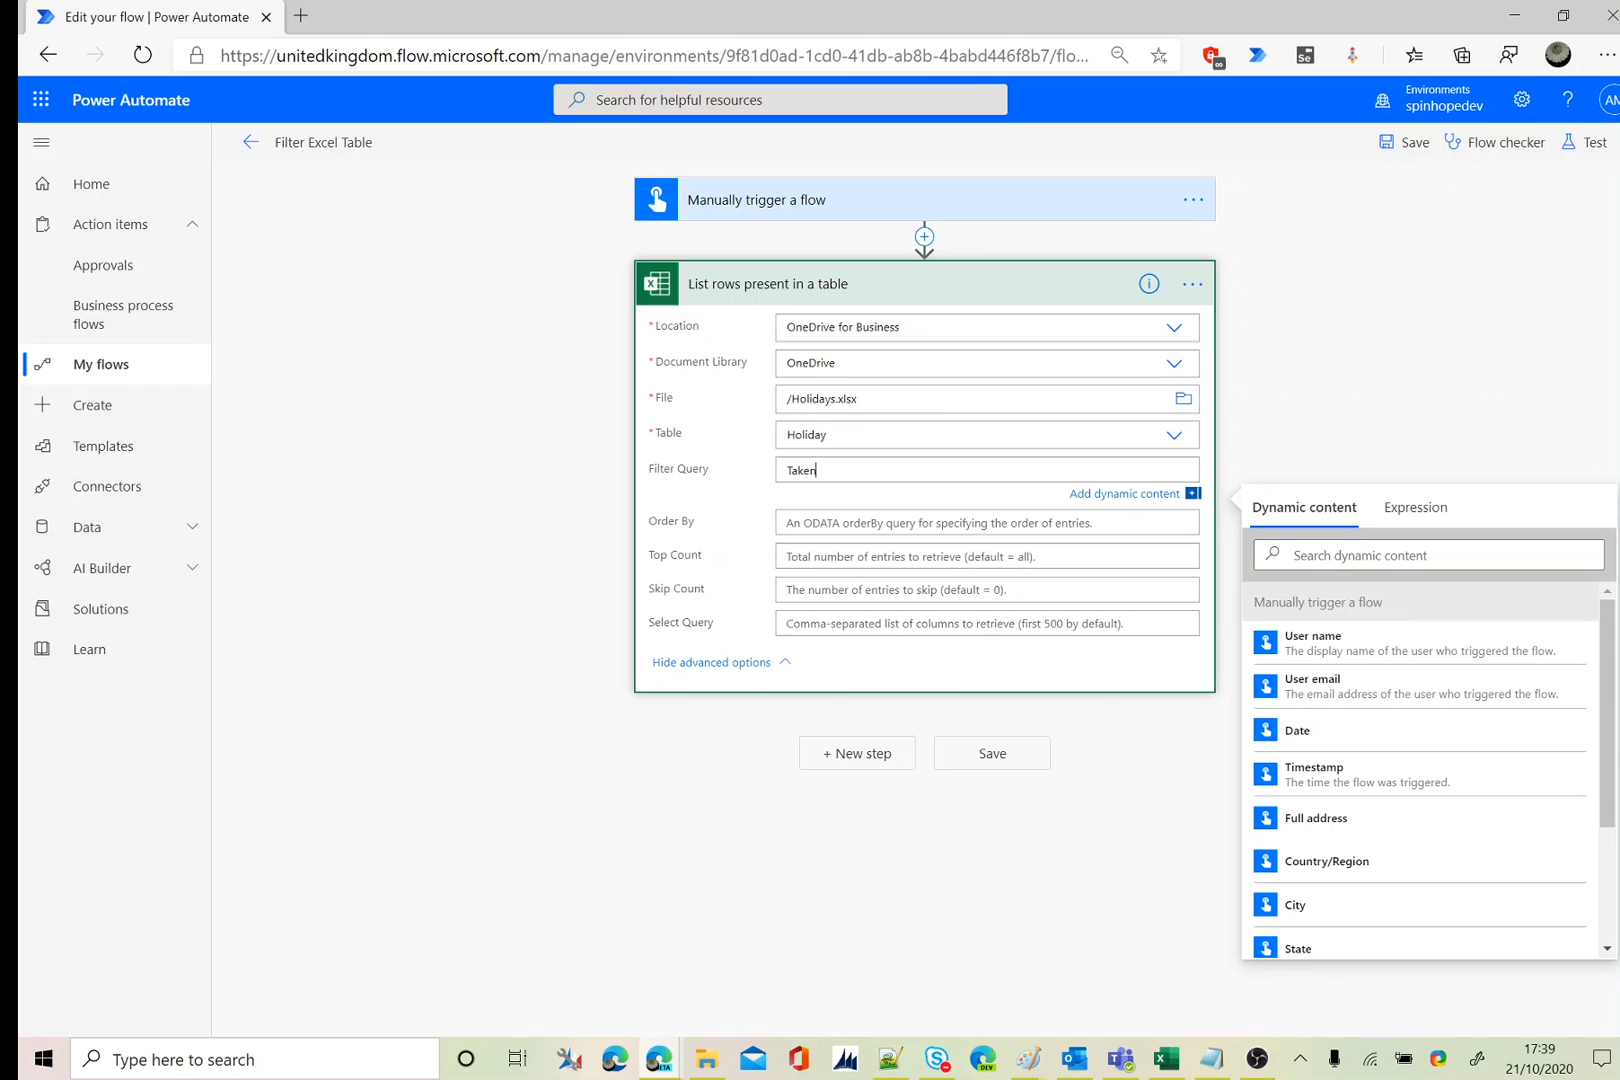 Edit your flow | Power Automate
https://unitedkingdom.flow.microsoft.com/manage/environments/9f81d0ad-1cd0-41db-ab8b-4babd446f8b7/flo...
Power Automate
Search for helpful resources
Environments
spinhopedev
?
AM
Filter Excel Table
Save
Flow checker
Test
Home
Action items
Approvals
Business process
flows
My flows
Create
Templates
Connectors
Data
AI Builder
Solutions
Learn
Manually trigger a flow
List rows present in a table
* Location
OneDrive for Business
* Document Library
OneDrive
* File
/Holidays.xlsx
* Table
Holiday
Filter Query
Taken
Add dynamic content
Order By
An ODATA orderBy query for specifying the order of entries.
Top Count
Total number of entries to retrieve (default = all).
Skip Count
The number of entries to skip (default = 0).
Select Query
Comma-separated list of columns to retrieve (first 500 by default).
Hide advanced options
+ New step
Save
Dynamic content
Expression
Search dynamic content
Manually trigger a flow
User name
The display name of the user who triggered the flow.
User email
The email address of the user who triggered the flow.
Date
Timestamp
The time the flow was triggered.
Full address
Country/Region
City
State
Type here to search
BETA
DEV
17:39
21/10/2020